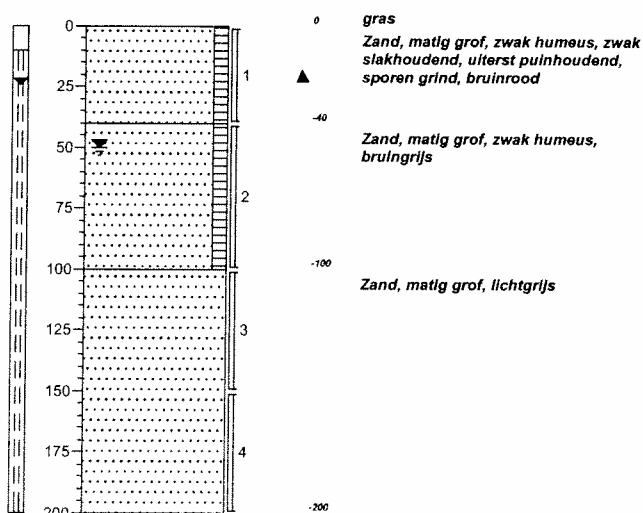 0
25
50
75
100
125
150
175
200
1
2
3
4
0
gras
Zand, matig grof, zwak humeus, zwak
slakhoudend, uiterst puinhoudend,
sporen grind, bruinrood
-40
Zand, matig grof, zwak humeus,
bruingrijs
-100
Zand, matig grof, lichtgrijs
-200